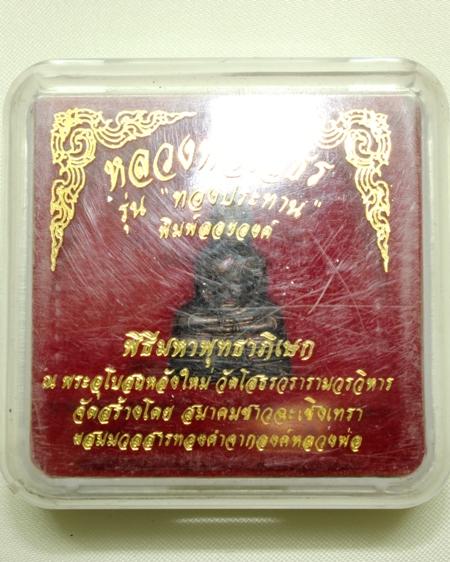 หลวงพ่อโสธร
รุ่น "ทองประทาน"
พิมพ์ลอยองค์
พิธีมหาพุทธาภิเษก
ณ พระอุโบสถหลังใหม่ วัดโสธรวรารามวรวิหาร
จัดสร้างโดย สมาคมชาวฉะเชิงเทรา
ผสมมวลสารทองคำจากองค์หลวงพ่อ